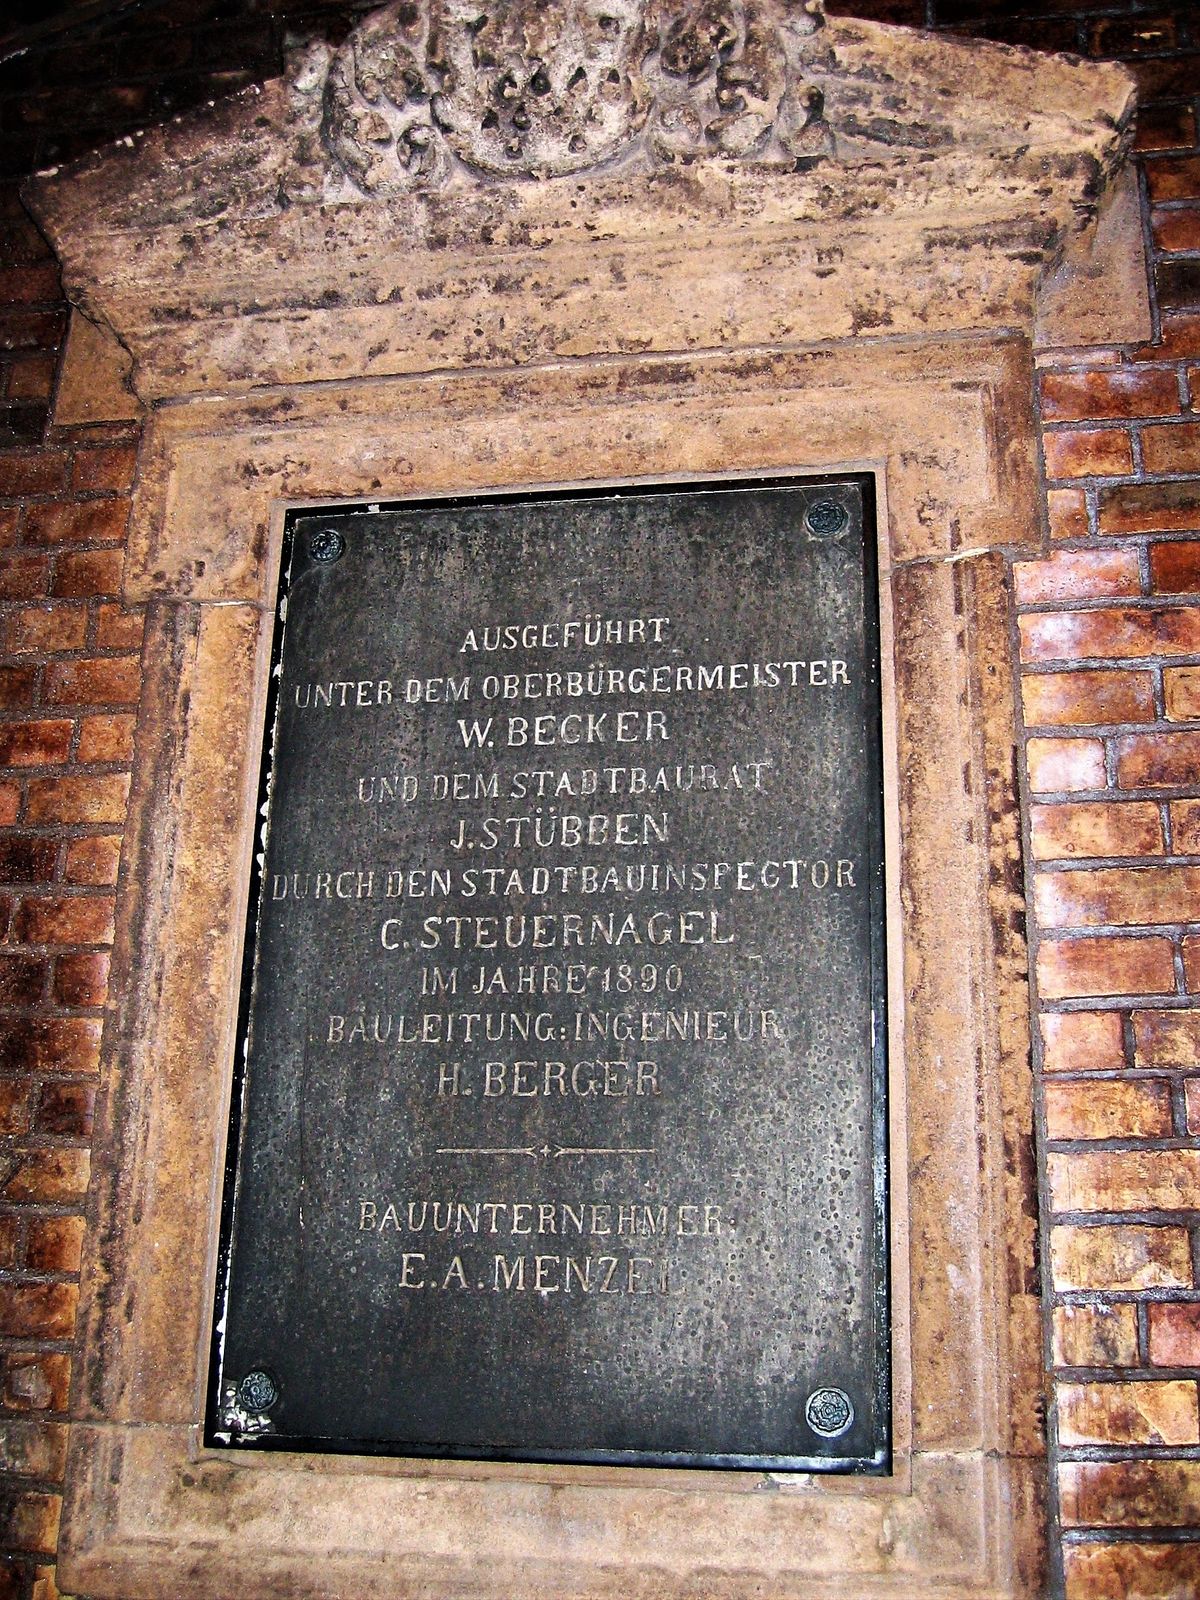 AUSGEFÜHRT
UNTER DEM OBERBÜRGERMEISTER
W. BECKER
UND DEM STADTBAURAT
J. STÜBBEN
DURCH DEN STADTBAUINSPECTOR
C. STEUERNAGEL
IM JAHRE 1890
BAULEITUNG: INGENIEUR
H. BERGER
BAUUNTERNEHMER:
E. A. MENZEL